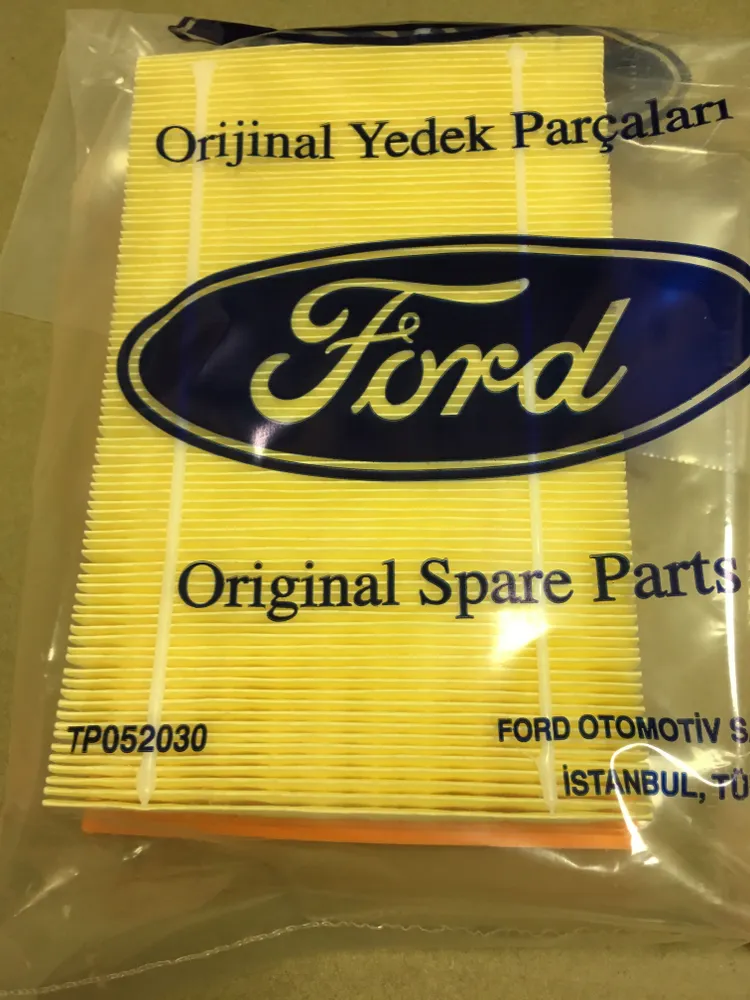 Orijinal Yedek Parçaları
Ford
Original Spare Parts
TP052030
FORD OTOMOTİV
İSTANBUL,